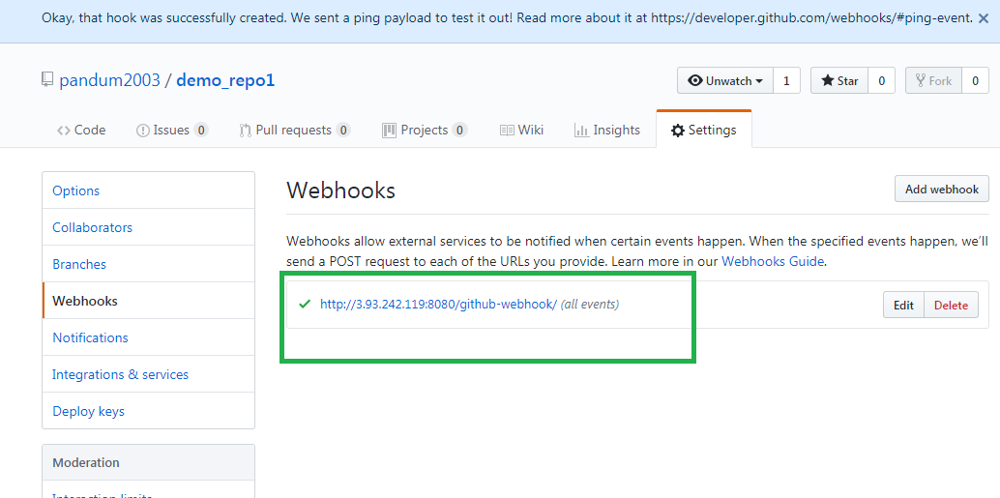 Okay, that hook was successfully created. We sent a ping payload to test it out! Read more about it at https://developer.github.com/webhooks/#ping-event.
pandum2003 / demo_repo1
Unwatch 1 Star 0 Fork 0
Code Issues 0 Pull requests 0 Projects 0 Wiki Insights Settings
Options
Collaborators
Branches
Webhooks
Notifications
Integrations & services
Deploy keys
Moderation
Interaction limits
Webhooks
Add webhook
Webhooks allow external services to be notified when certain events happen. When the specified events happen, we'll
send a POST request to each of the URLs you provide. Learn more in our Webhooks Guide.
http://3.93.242.119:8080/github-webhook/ (all events)
Edit Delete